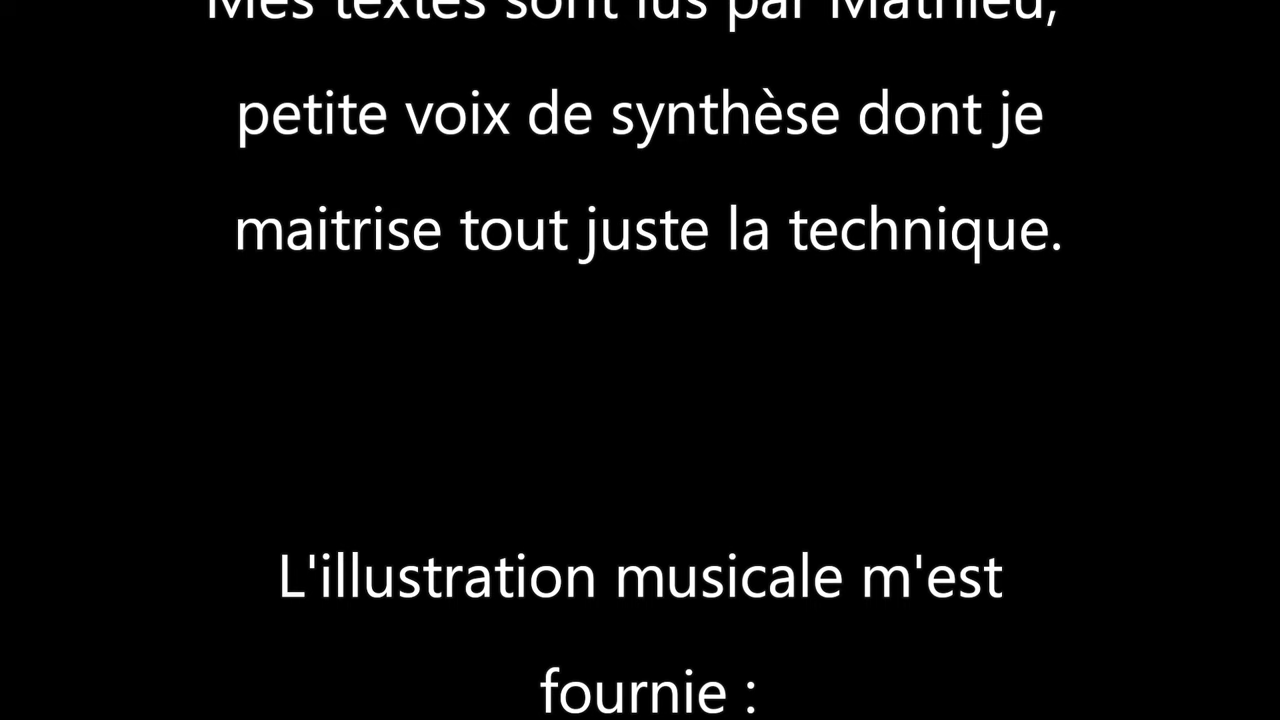 Mes textes sont lus par Mathieu,
petite voix de synthèse dont je
maitrise tout juste la technique.
L'illustration musicale m'est
fournie :